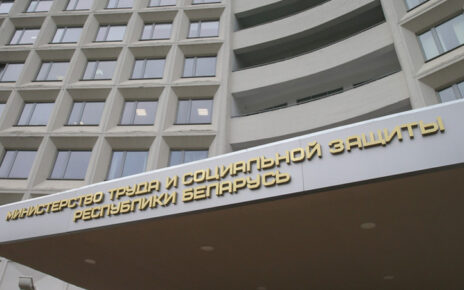 МИНИСТЕРСТВО ТРУДА И СОЦИАЛЬНОЙ ЗАЩИТЫ
РЕСПУБЛИКИ БЕЛАРУСЬ